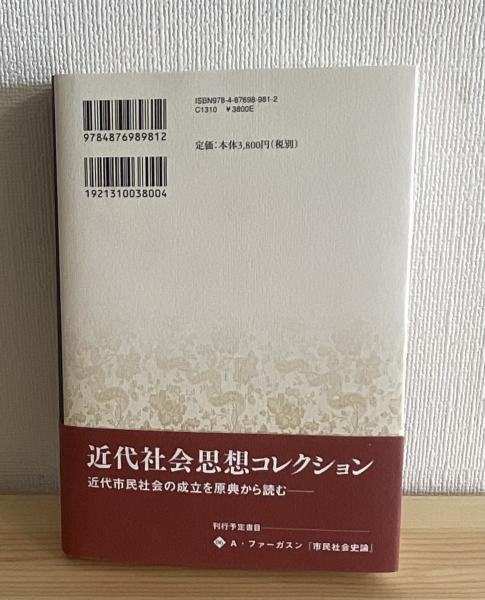 ISBN978-4-87698-981-2
C1310 ¥3800E
9784876989812
定価：本体3,800円（税別）
1921310038004
近代社会思想コレクション
近代市民社会の成立を原典から読む——
刊行予定書目
A・ファーガスン『市民社会史論』